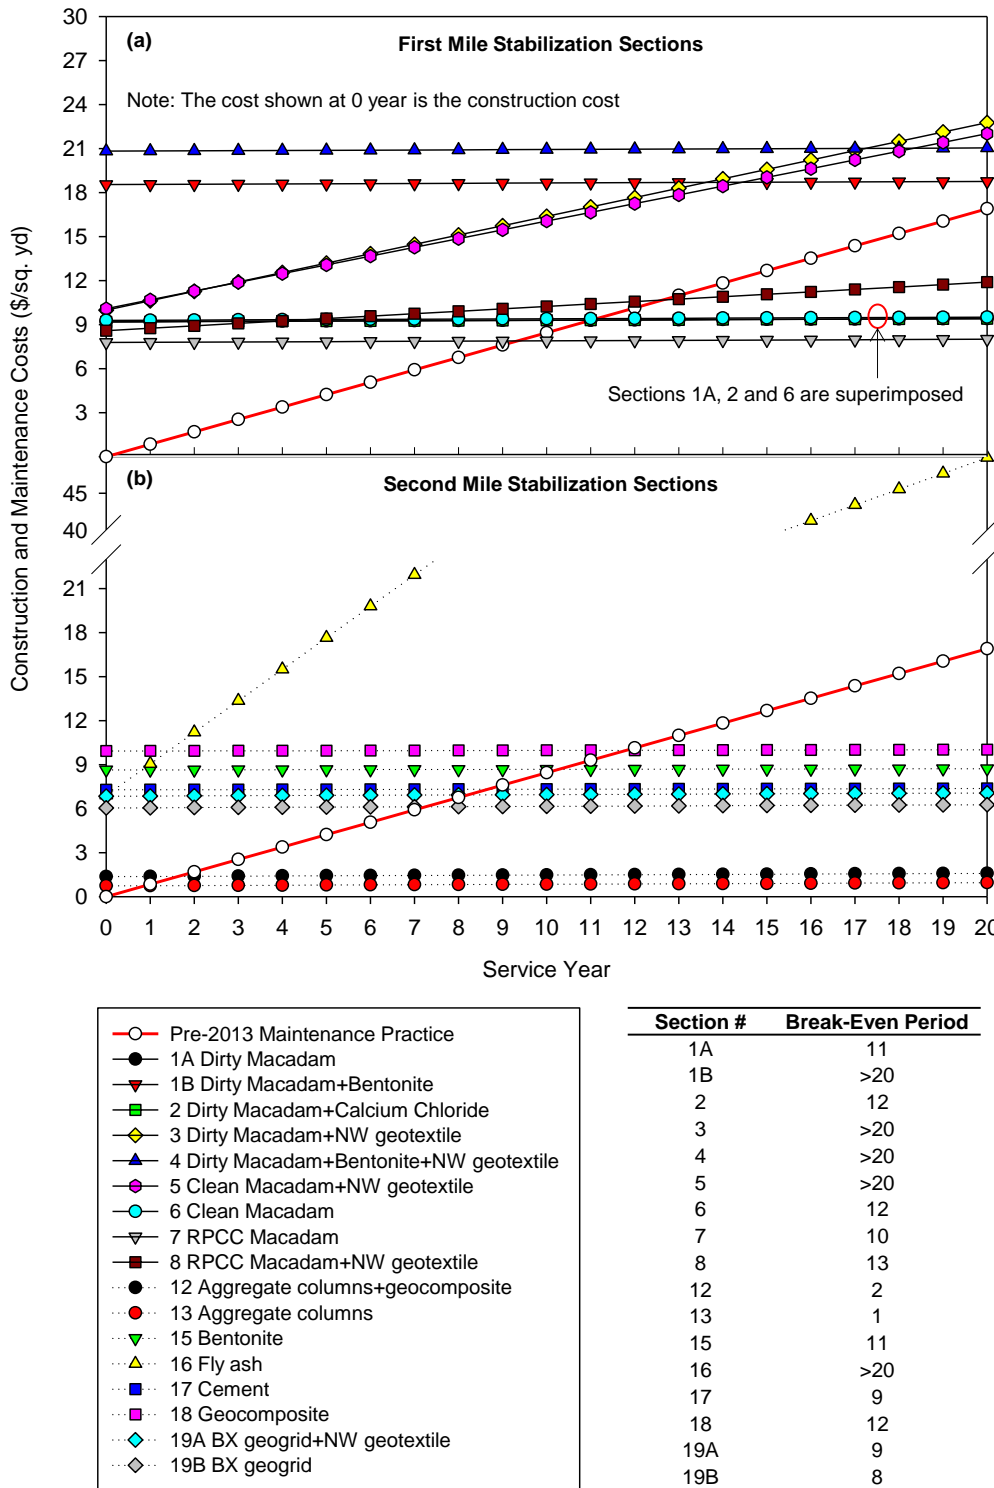 30
(a)
First Mile Stabilization Sections
27
Note: The cost shown at 0 year is the construction cost
24
21
18
15
12
9
6
Sections 1A, 2 and 6 are superimposed
3
Construction and Maintenance Costs ($/sq. yd)
(b)
Second Mile Stabilization Sections
45
40
21
18
15
12
9
6
3
0
0 1 2 3 4 5 6 7 8 9 10 11 12 13 14 15 16 17 18 19 20
Service Year
Pre-2013 Maintenance Practice
1A Dirty Macadam
1B Dirty Macadam+Bentonite
2 Dirty Macadam+Calcium Chloride
3 Dirty Macadam+NW geotextile
4 Dirty Macadam+Bentonite+NW geotextile
5 Clean Macadam+NW geotextile
6 Clean Macadam
7 RPCC Macadam
8 RPCC Macadam+NW geotextile
12 Aggregate columns+geocomposite
13 Aggregate columns
15 Bentonite
16 Fly ash
17 Cement
18 Geocomposite
19A BX geogrid+NW geotextile
19B BX geogrid
Section # Break-Even Period
1A 11
1B >20
2 12
3 >20
4 >20
5 >20
6 12
7 10
8 13
12 2
13 1
15 11
16 >20
17 9
18 12
19A 9
19B 8